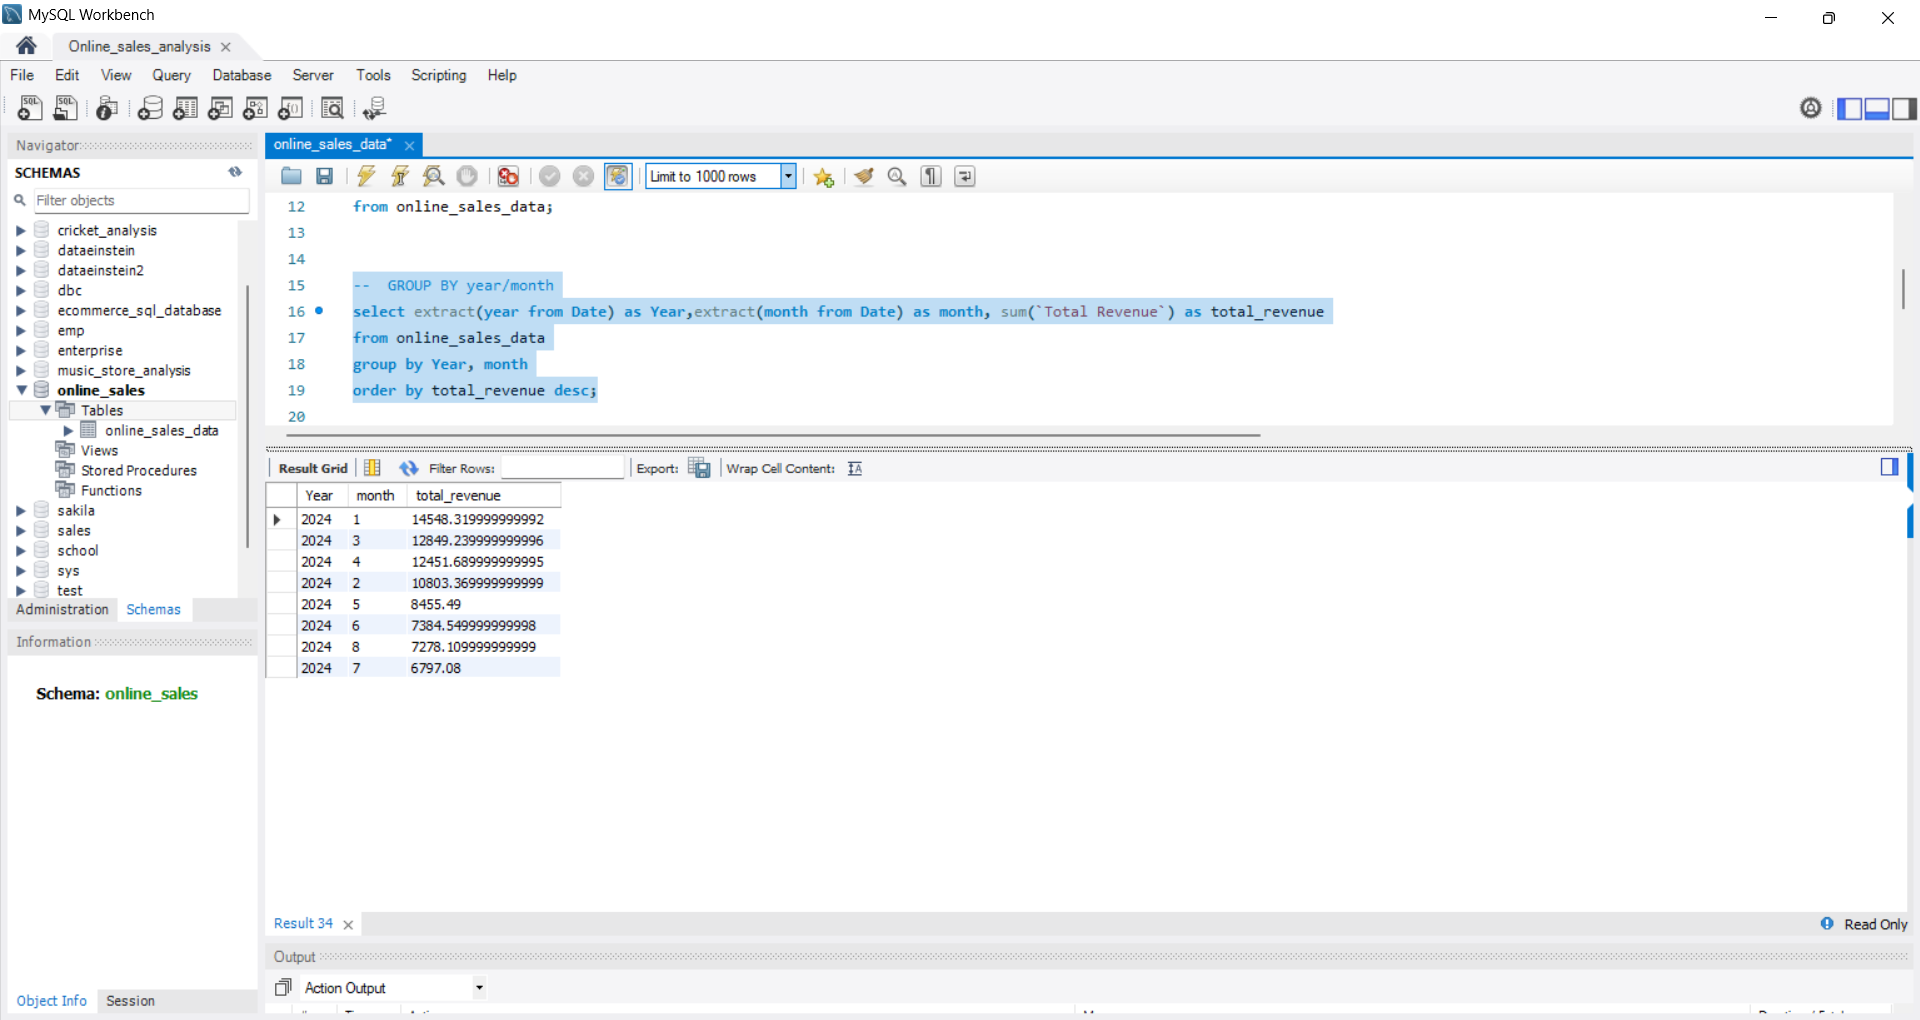 MySQL Workbench
Online_sales_analysis
File Edit View Query Database Server Tools Scripting Help
Navigator
SCHEMAS
Filter objects
cricket_analysis
dataeinstein
dataeinstein2
dbc
ecommerce_sql_database
emp
enterprise
music_store_analysis
online_sales
Tables
online_sales_data
Views
Stored Procedures
Functions
sakila
sales
school
sys
test
Administration Schemas
Information
Schema: online_sales
Object Info Session
online_sales_data*
Limit to 1000 rows
12 from online_sales_data;
13
14
15 -- GROUP BY year/month
16 select extract(year from Date) as Year,extract(month from Date) as month, sum(`Total Revenue`) as total_revenue
17 from online_sales_data
18 group by Year, month
19 order by total_revenue desc;
20
Result Grid Filter Rows: Export: Wrap Cell Content:
Year month total_revenue
2024 1 14548.319999999992
2024 3 12849.239999999996
2024 4 12451.689999999995
2024 2 10803.369999999999
2024 5 8455.49
2024 6 7384.549999999998
2024 8 7278.109999999999
2024 7 6797.08
Result 34 Read Only
Output
Action Output